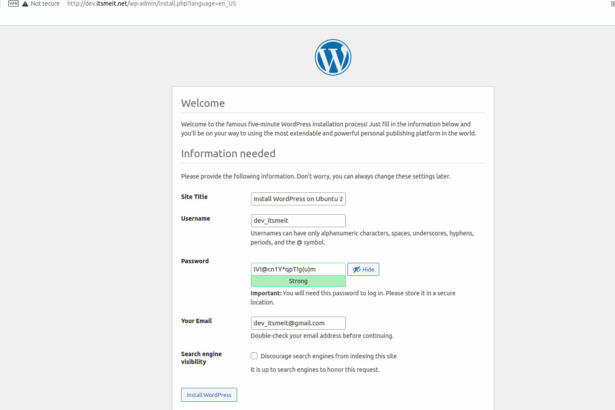 VPN Not secure http://dev.itsmeit.net/wp-admin/install.php?language=en_US
Welcome
Welcome to the famous five-minute WordPress installation process! Just fill in the information below and
you'll be on your way to using the most extendable and powerful personal publishing platform in the world.
Information needed
Please provide the following information. Don't worry, you can always change these settings later.
Site Title
Install WordPress on Ubuntu 2
Username
dev_itsmeit
Usernames can have only alphanumeric characters, spaces, underscores, hyphens,
periods, and the @ symbol.
Password
Hide
Strong
Important: You will need this password to log in. Please store it in a secure
location.
Your Email
dev_itsmeit@gmail.com
Double-check your email address before continuing.
Search engine
visibility
Discourage search engines from indexing this site
It is up to search engines to honor this request.
Install WordPress